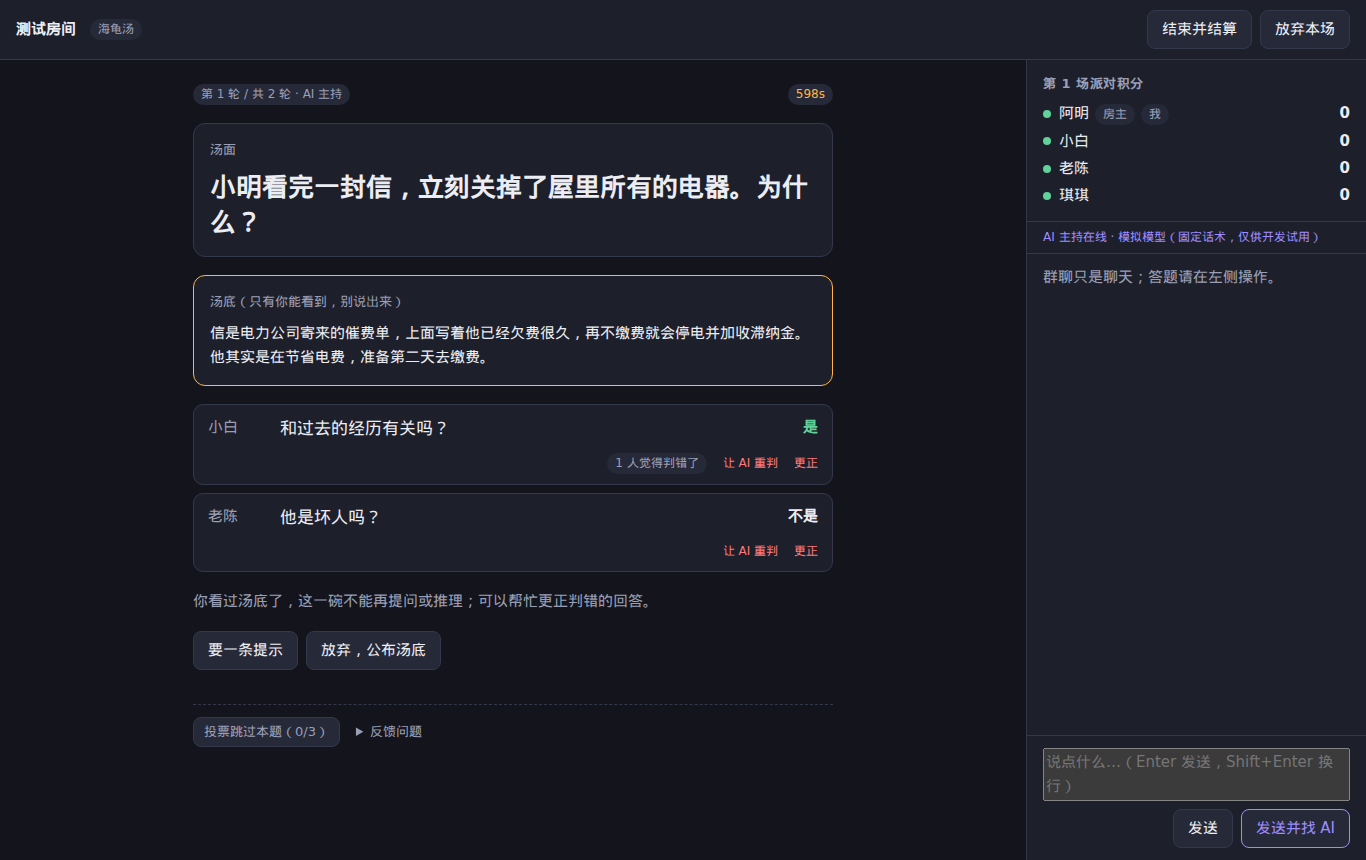 测试房间 海龟汤 结束并结算 放弃本场
第 1 轮 / 共 2 轮 · AI 主持 598s
汤面
小明看完一封信，立刻关掉了屋里所有的电器。为什
么？
汤底（只有你能看到，别说出来）
信是电力公司寄来的催费单，上面写着他已经欠费很久，再不缴费就会停电并加收滞纳金。
他其实是在节省电费，准备第二天去缴费。
小白 和过去的经历有关吗？ 是
1 人觉得判错了 让 AI 重判 更正
老陈 他是坏人吗？ 不是
让 AI 重判 更正
你看过汤底了，这一碗不能再提问或推理；可以帮忙更正判错的回答。
要一条提示 放弃，公布汤底
投票跳过本题（0/3） ▶ 反馈问题
第 1 场派对积分
阿明 房主 我 0
小白 0
老陈 0
琪琪 0
AI 主持在线 · 模拟模型（固定话术，仅供开发试用）
群聊只是聊天；答题请在左侧操作。
说点什么…（Enter 发送，Shift+Enter 换
行）
发送 发送并找 AI